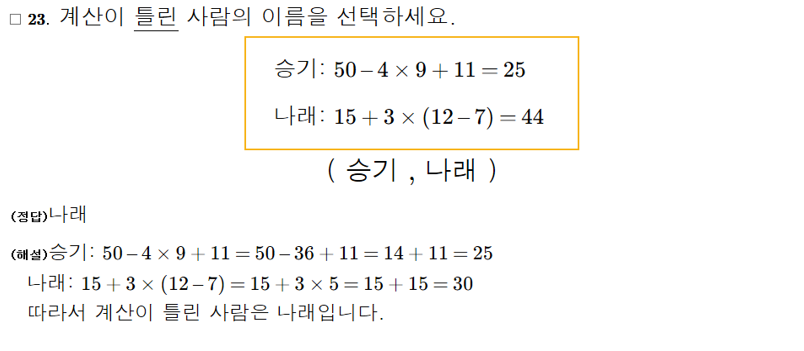 □ 23. 계산이 틀린 사람의 이름을 선택하세요.
승기: 50 – 4 × 9 + 11 = 25
나래: 15 + 3 × (12 – 7) = 44
( 승기 , 나래 )
(정답)나래
(해설)승기: 50 – 4 × 9 + 11 = 50 – 36 + 11 = 14 + 11 = 25
나래: 15 + 3 × (12 – 7) = 15 + 3 × 5 = 15 + 15 = 30
따라서 계산이 틀린 사람은 나래입니다.